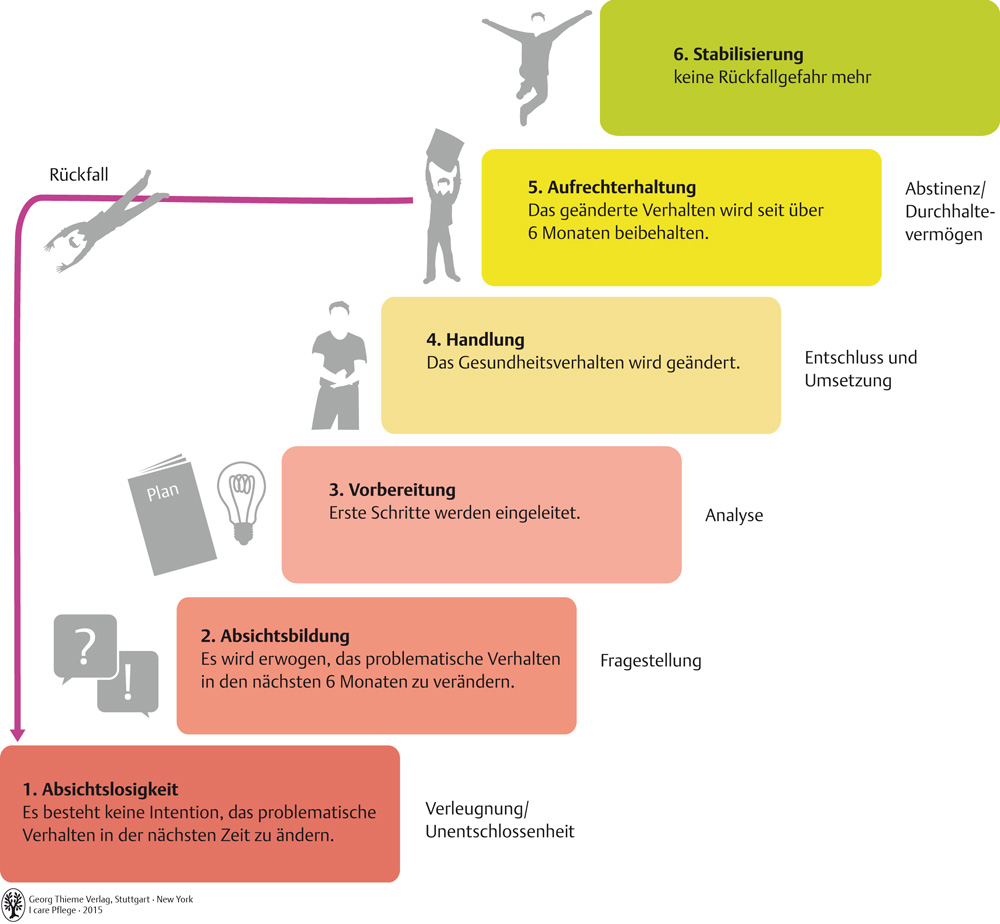 6. Stabilisierung
keine Rückfallgefahr mehr
Rückfall
5. Aufrechterhaltung
Das geänderte Verhalten wird seit über
6 Monaten beibehalten.
Abstinenz/
Durchhalte-
vermögen
4. Handlung
Das Gesundheitsverhalten wird geändert.
Entschluss und
Umsetzung
Plan
3. Vorbereitung
Erste Schritte werden eingeleitet.
Analyse
?
!
2. Absichtsbildung
Es wird erwogen, das problematische Verhalten
in den nächsten 6 Monaten zu verändern.
Fragestellung
1. Absichtslosigkeit
Es besteht keine Intention, das problematische
Verhalten in der nächsten Zeit zu ändern.
Verleugnung/
Unentschlossenheit
Georg Thieme Verlag, Stuttgart · New York
I care Pflege · 2015